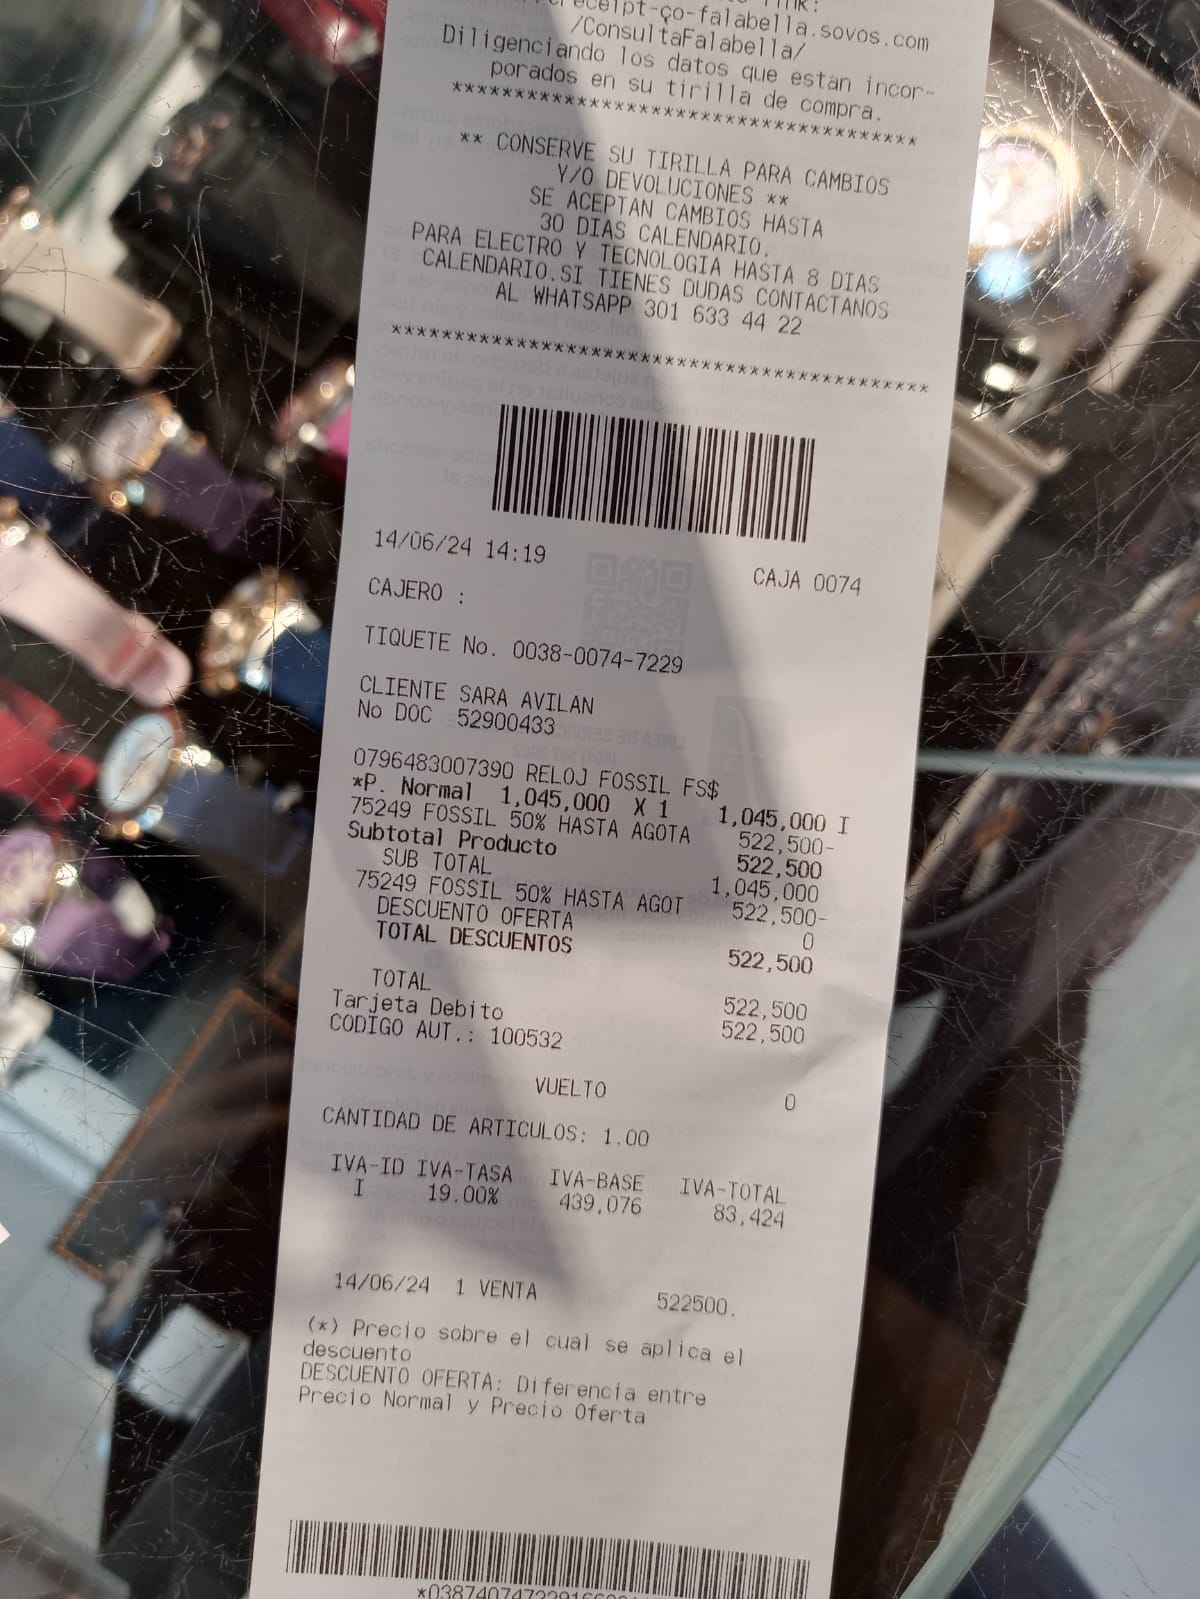 receipt-co-falabella.sovos.com
/ConsultaFalabella/
Diligenciando los datos que estan incor-
porados en su tirilla de compra.
****************************************
** CONSERVE SU TIRILLA PARA CAMBIOS
Y/O DEVOLUCIONES **
SE ACEPTAN CAMBIOS HASTA
30 DIAS CALENDARIO.
PARA ELECTRO Y TECNOLOGIA HASTA 8 DIAS
CALENDARIO.SI TIENES DUDAS CONTACTANOS
AL WHATSAPP 301 633 44 22
**********************************************
14/06/24 14:19 CAJA 0074
CAJERO :
TIQUETE No. 0038-0074-7229
CLIENTE SARA AVILAN
No DOC 52900433
0796483007390 RELOJ FOSSIL FS$
*P. Normal 1,045,000 X 1 1,045,000 I
75249 FOSSIL 50% HASTA AGOTA 522,500-
Subtotal Producto 522,500
SUB TOTAL 1,045,000
75249 FOSSIL 50% HASTA AGOT 522,500-
DESCUENTO OFERTA 0
TOTAL DESCUENTOS 522,500
TOTAL 522,500
Tarjeta Debito 522,500
CODIGO AUT.: 100532
VUELTO 0
CANTIDAD DE ARTICULOS: 1.00
IVA-ID IVA-TASA IVA-BASE IVA-TOTAL
I 19.00% 439,076 83,424
14/06/24 1 VENTA 522500.
(*) Precio sobre el cual se aplica el
descuento
DESCUENTO OFERTA: Diferencia entre
Precio Normal y Precio Oferta